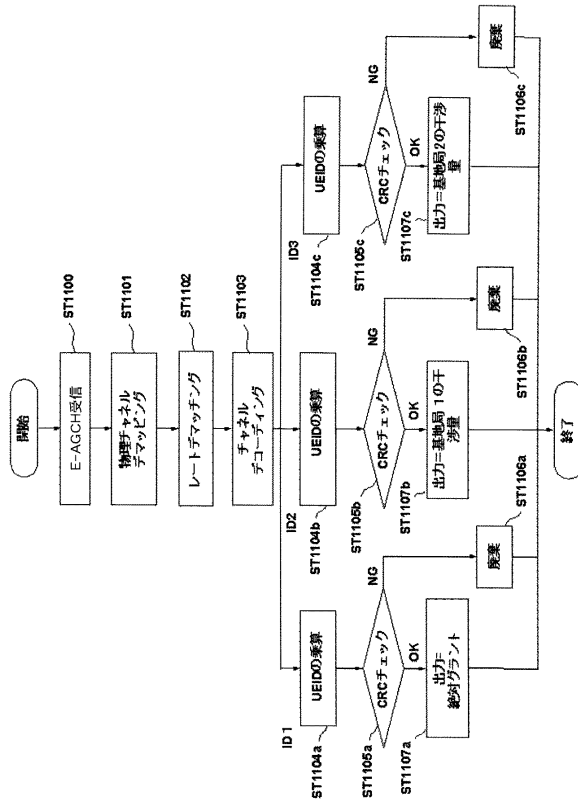 開始
E-AGCH受信
ST1100
物理チャネル
デマッピング
ST1101
レートデマッチング
ST1102
チャネル
デコーディング
ST1103
ID1
UEIDの乗算
ST1104a
CRCチェック
ST1105a
NG
OK
出力=
絶対グラント
ST1107a
廃棄
ST1106a
ID2
UEIDの乗算
ST1104b
CRCチェック
ST1105b
NG
OK
出力=基地局1の干
渉量
ST1107b
廃棄
ST1106b
ID3
UEIDの乗算
ST1104c
CRCチェック
ST1105c
NG
OK
出力=基地局2の干渉
量
ST1107c
廃棄
ST1106c
終了